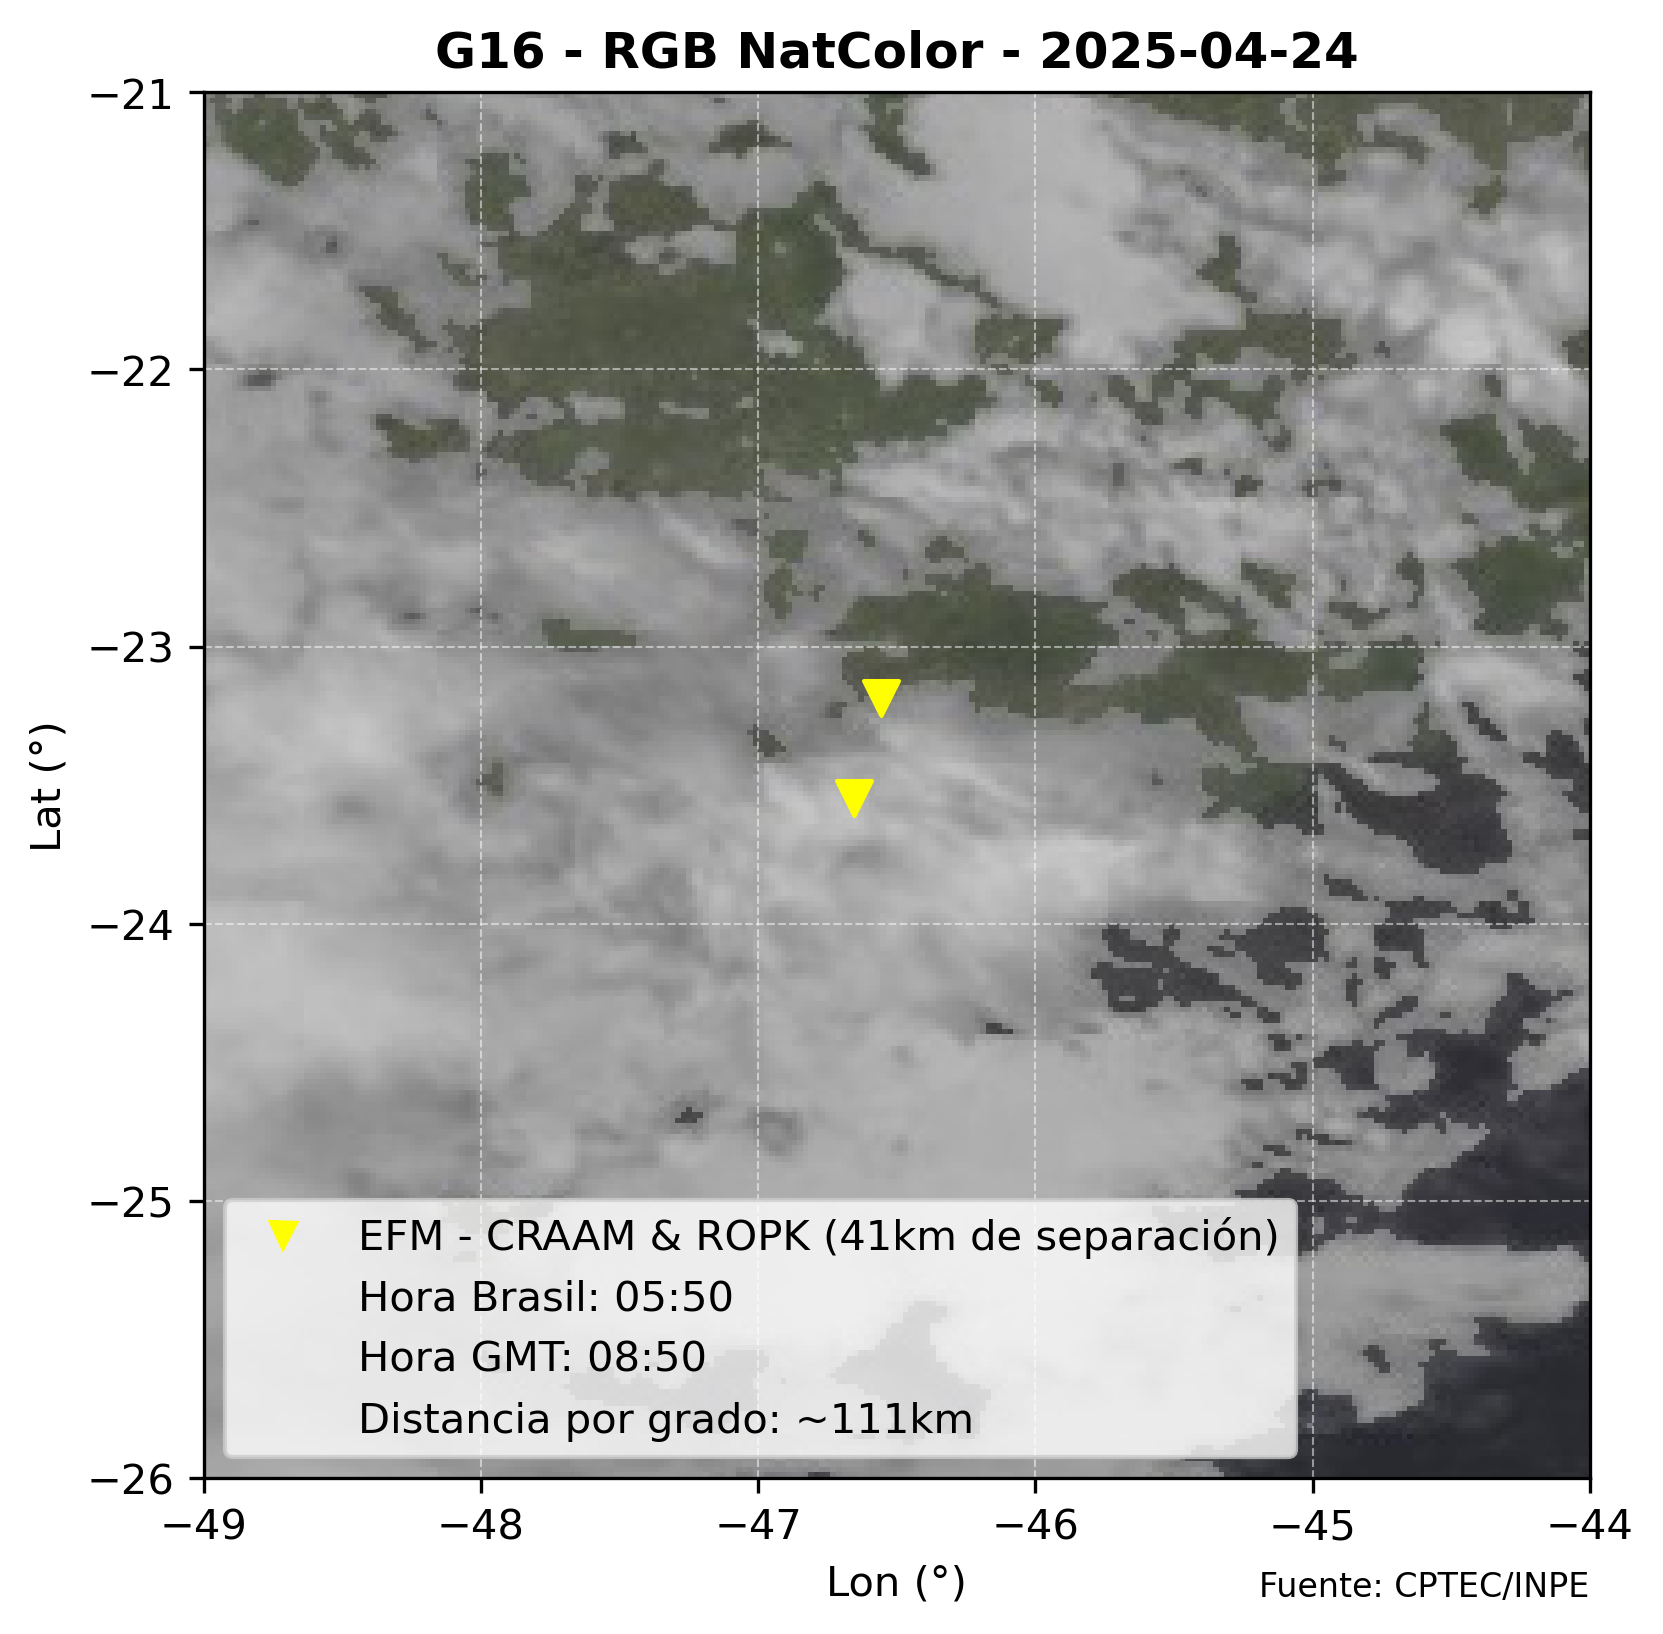 G16 - RGB NatColor - 2025-04-24
−21
−22
−23
−24
−25
−26
Lat (°)
EFM - CRAAM & ROPK (41km de separación)
Hora Brasil: 05:50
Hora GMT: 08:50
Distancia por grado: ~111km
−49 −48 −47 −46 −45 −44
Lon (°)
Fuente: CPTEC/INPE